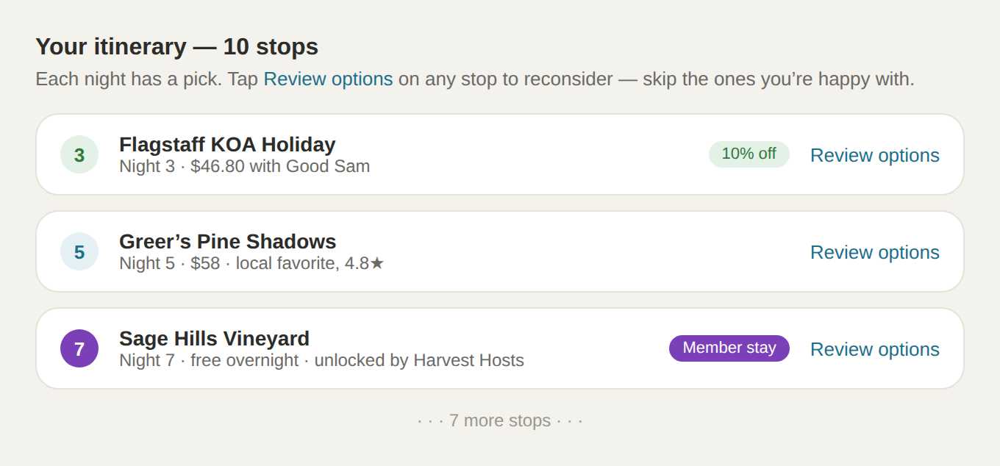 Your itinerary — 10 stops
Each night has a pick. Tap Review options on any stop to reconsider — skip the ones you’re happy with.
3
Flagstaff KOA Holiday
Night 3 · $46.80 with Good Sam
10% off
Review options
5
Greer’s Pine Shadows
Night 5 · $58 · local favorite, 4.8★
Review options
7
Sage Hills Vineyard
Night 7 · free overnight · unlocked by Harvest Hosts
Member stay
Review options
· · · 7 more stops · · ·